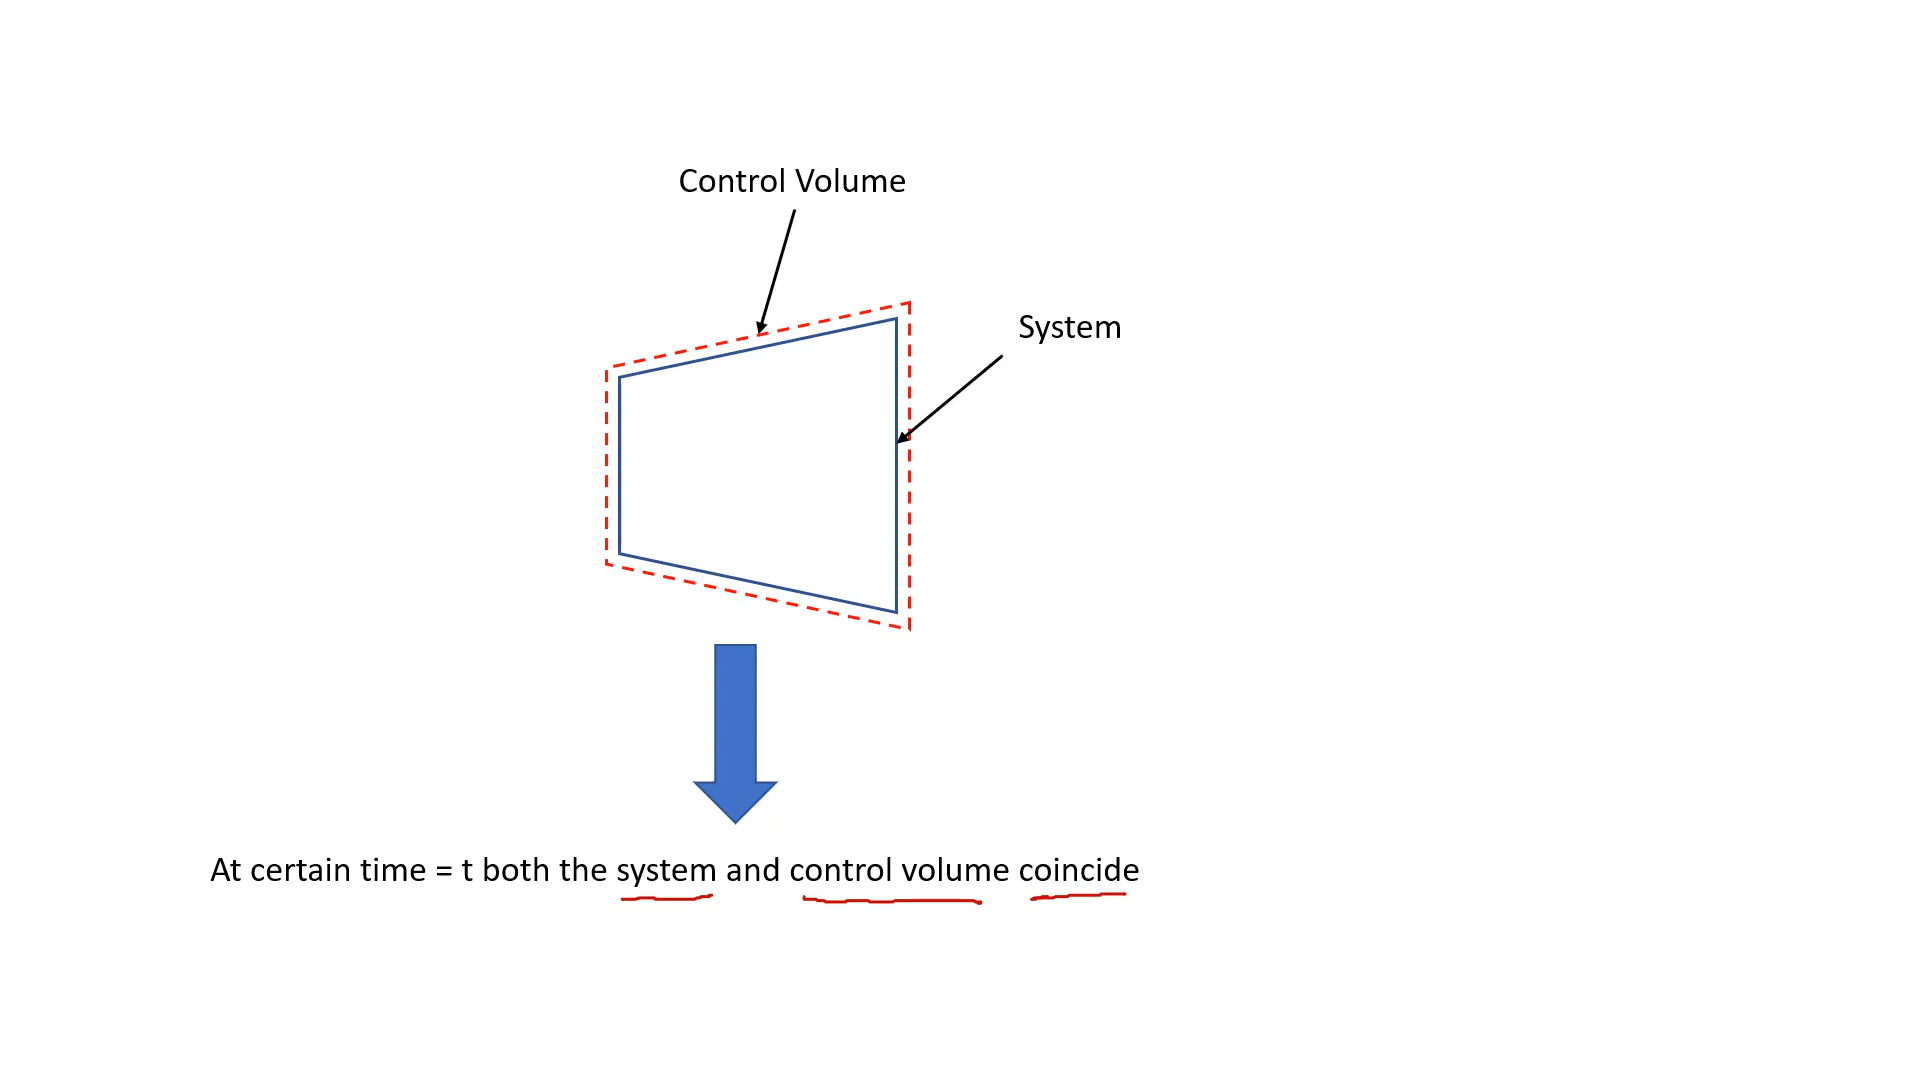 Control Volume
System
At certain time = t both the system and control volume coincide